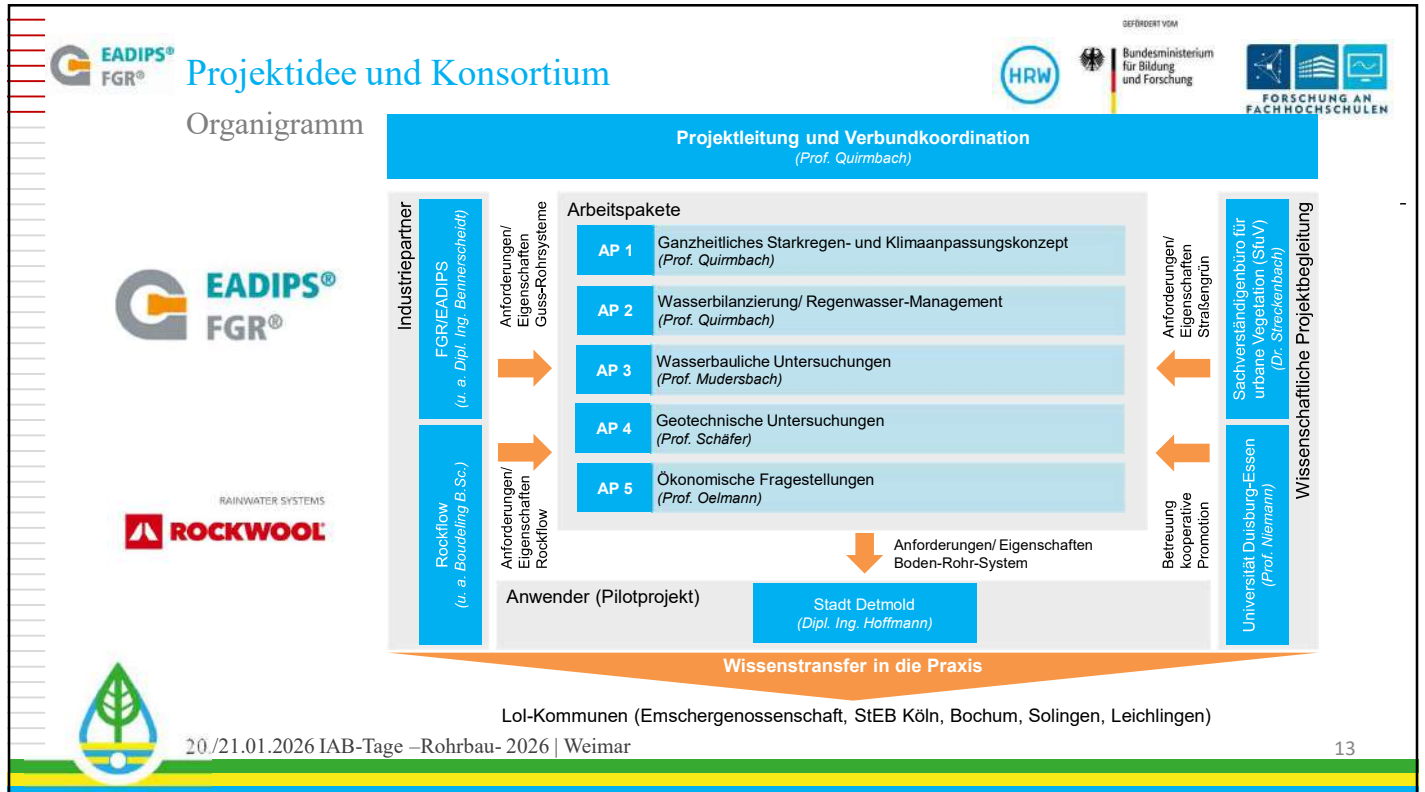 EADIPS®
FGR®
Projektidee und Konsortium
Organigramm
HRW
GEFÖRDERT VOM
Bundesministerium
für Bildung
und Forschung
FORSCHUNG AN
FACHHOCHSCHULEN
Projektleitung und Verbundkoordination
(Prof. Quirmbach)
EADIPS®
FGR®
RAINWATER SYSTEMS
ROCKWOOL
Industriepartner
FGR/EADIPS
(u. a. Dipl. Ing. Bennerscheidt)
Rockflow
(u. a. Boudeling B.Sc.)
Anforderungen/
Eigenschaften
Guss-Rohrsysteme
Anforderungen/
Eigenschaften
Rockflow
Arbeitspakete
AP 1
Ganzheitliches Starkregen- und Klimaanpassungskonzept
(Prof. Quirmbach)
AP 2
Wasserbilanzierung/ Regenwasser-Management
(Prof. Quirmbach)
AP 3
Wasserbauliche Untersuchungen
(Prof. Mudersbach)
AP 4
Geotechnische Untersuchungen
(Prof. Schäfer)
AP 5
Ökonomische Fragestellungen
(Prof. Oelmann)
Anforderungen/ Eigenschaften
Boden-Rohr-System
Anforderungen/
Eigenschaften
Straßengrün
Betreuung
kooperative
Promotion
Sachverständigenbüro für
urbane Vegetation (SfuV)
(Dr. Streckenbach)
Universität Duisburg-Essen
(Prof. Niemann)
Wissenschaftliche Projektbegleitung
-
Anwender (Pilotprojekt)
Stadt Detmold
(Dipl. Ing. Hoffmann)
Wissenstransfer in die Praxis
LoI-Kommunen (Emschergenossenschaft, StEB Köln, Bochum, Solingen, Leichlingen)
20./21.01.2026 IAB-Tage –Rohrbau- 2026 | Weimar
13